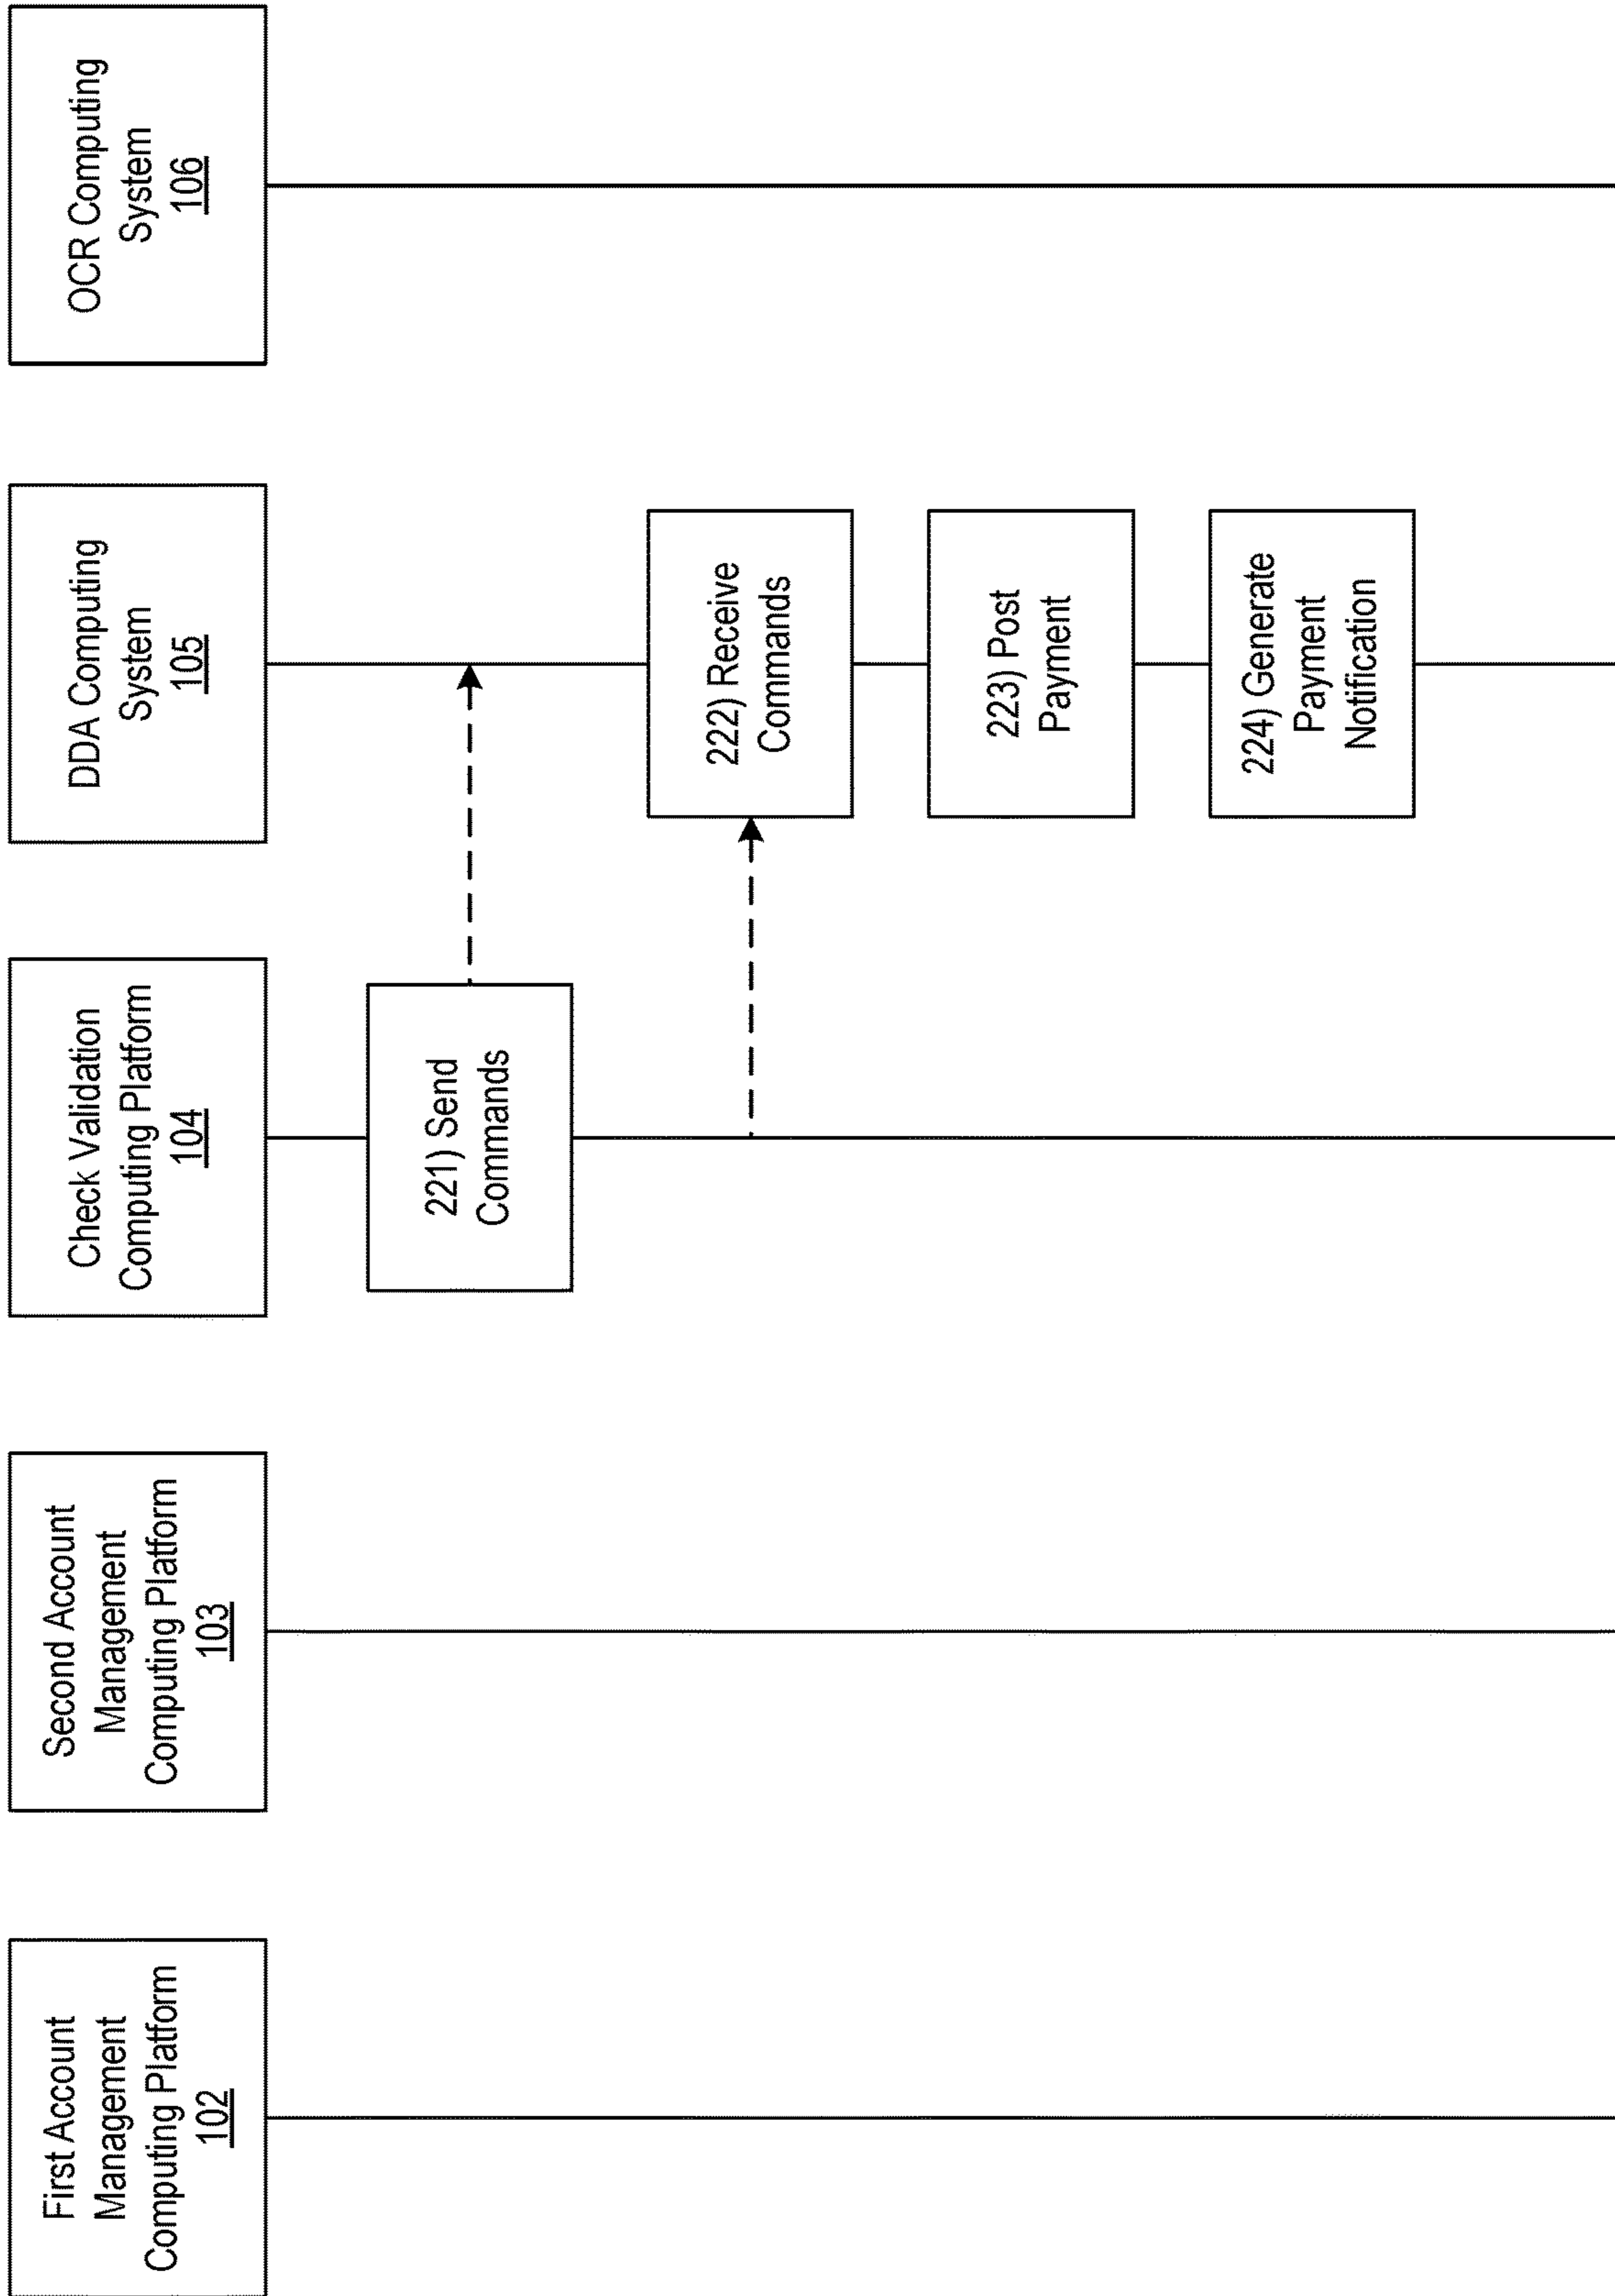 First Account
Management
Computing Platform
102
Second Account
Management
Computing Platform
103
Check Validation
Computing Platform
104
DDA Computing
System
105
OCR Computing
System
106
221) Send
Commands
222) Receive
Commands
223) Post
Payment
224) Generate
Payment
Notification